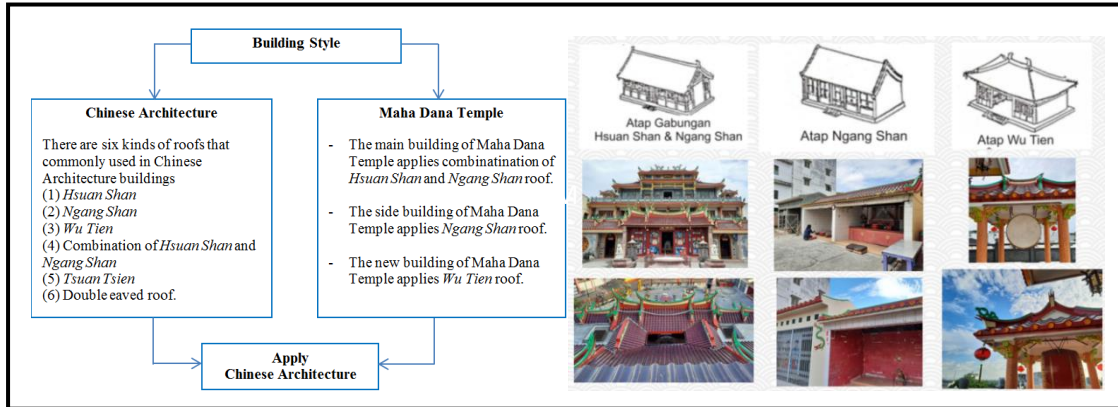 Building Style
Chinese Architecture
There are six kinds of roofs that
commonly used in Chinese
Architecture buildings
(1) Hsuan Shan
(2) Ngang Shan
(3) Wu Tien
(4) Combination of Hsuan Shan and
Ngang Shan
(5) Tsuan Tsien
(6) Double eaved roof.
Maha Dana Temple
- The main building of Maha Dana
Temple applies combinatination of
Hsuan Shan and Ngang Shan roof.
- The side building of Maha Dana
Temple applies Ngang Shan roof.
- The new building of Maha Dana
Temple applies Wu Tien roof.
Apply
Chinese Architecture
Atap Gabungan
Hsuan Shan & Ngang Shan
Atap Ngang Shan
Atap Wu Tien